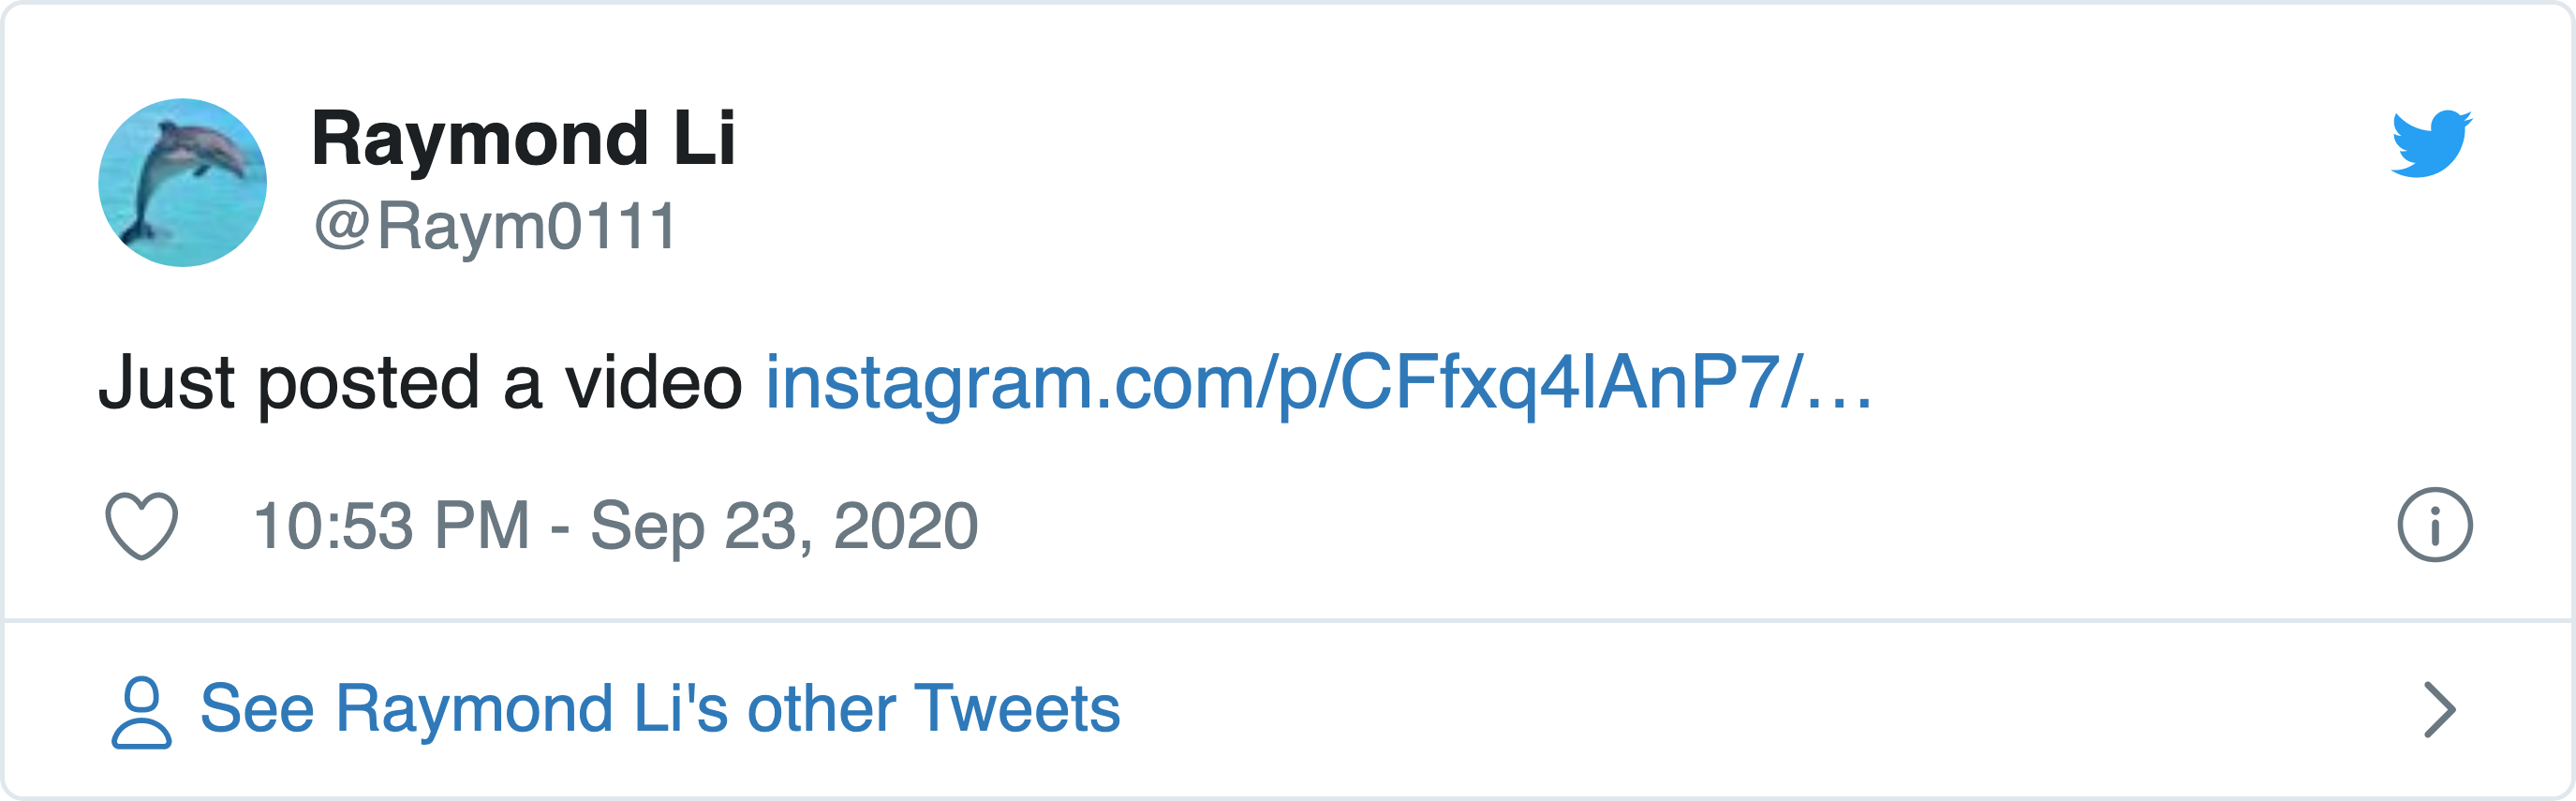 Raymond Li
@Raym0111
Just posted a video instagram.com/p/CFfxq4lAnP7/…
10:53 PM - Sep 23, 2020
See Raymond Li's other Tweets